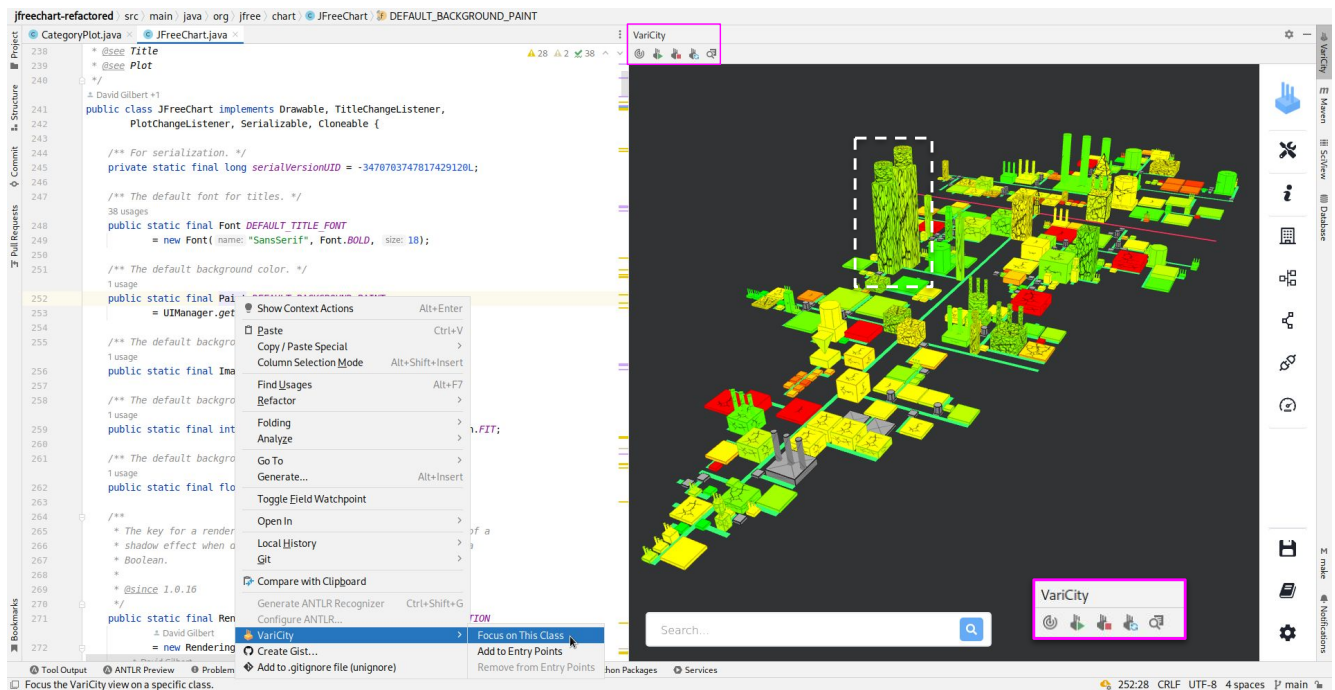 jfreechart-refactored › src › main › java › org › jfree › chart › JFreeChart › DEFAULT_BACKGROUND_PAINT
Project
Structure
Commit
Pull Requests
Bookmarks
CategoryPlot.java × JFreeChart.java ×
28 2 38
238 * @see Title
239 * @see Plot
240 */
David Gilbert +1
241 public class JFreeChart implements Drawable, TitleChangeListener,
242 PlotChangeListener, Serializable, Cloneable {
243
244 /** For serialization. */
245 private static final long serialVersionUID = -3470703747817429120L;
246
247 /** The default font for titles. */
38 usages
248 public static final Font DEFAULT_TITLE_FONT
249 = new Font( name: "SansSerif", Font.BOLD, size: 18);
250
251 /** The default background color. */
1 usage
252 public static final Pai
253 = UIManager.get
254
255 /** The default backgro
1 usage
256 public static final Ima
257
258 /** The default backgro
1 usage
259 public static final int n.FIT;
260
261 /** The default backgro
1 usage
262 public static final flo
263
264 /**
265 * The key for a render of a
266 * shadow effect when d a
267 * Boolean.
268 *
269 * @since 1.0.16
270 */
271 public static final Ren TION
David Gilbert
272 = new Rendering
Show Context Actions Alt+Enter
Paste Ctrl+V
Copy / Paste Special
Column Selection Mode Alt+Shift+Insert
Find Usages Alt+F7
Refactor
Folding
Analyze
Go To
Generate... Alt+Insert
Toggle Field Watchpoint
Open In
Local History
Git
Compare with Clipboard
Generate ANTLR Recognizer Ctrl+Shift+G
Configure ANTLR...
VariCity
Create Gist...
Add to .gitignore file (unignore)
Focus on This Class
Add to Entry Points
Remove from Entry Points
VariCity
Search...
VariCity
VariCity
Maven
SciView
Database
make
Notifications
Tool Output ANTLR Preview Problem hon Packages Services
Focus the VariCity view on a specific class.
252:28 CRLF UTF-8 4 spaces main